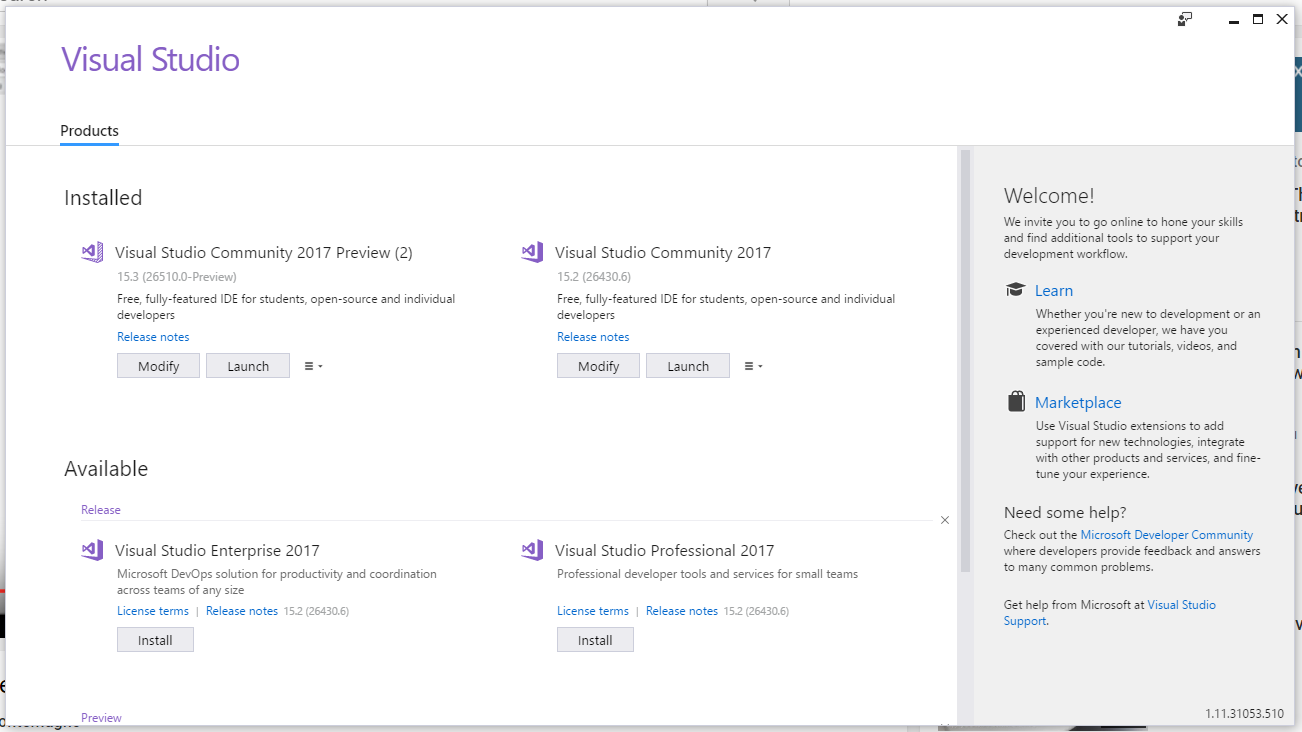 Visual Studio
Products
Installed
Visual Studio Community 2017 Preview (2)
15.3 (26510.0-Preview)
Free, fully-featured IDE for students, open-source and individual
developers
Release notes
Modify
Launch
Visual Studio Community 2017
15.2 (26430.6)
Free, fully-featured IDE for students, open-source and individual
developers
Release notes
Modify
Launch
Available
Release
Visual Studio Enterprise 2017
Microsoft DevOps solution for productivity and coordination
across teams of any size
License terms | Release notes 15.2 (26430.6)
Install
Visual Studio Professional 2017
Professional developer tools and services for small teams
License terms | Release notes 15.2 (26430.6)
Install
Preview
Welcome!
We invite you to go online to hone your skills
and find additional tools to support your
development workflow.
Learn
Whether you're new to development or an
experienced developer, we have you
covered with our tutorials, videos, and
sample code.
Marketplace
Use Visual Studio extensions to add
support for new technologies, integrate
with other products and services, and fine-
tune your experience.
Need some help?
Check out the Microsoft Developer Community
where developers provide feedback and answers
to many common problems.
Get help from Microsoft at Visual Studio
Support.
1.11.31053.510